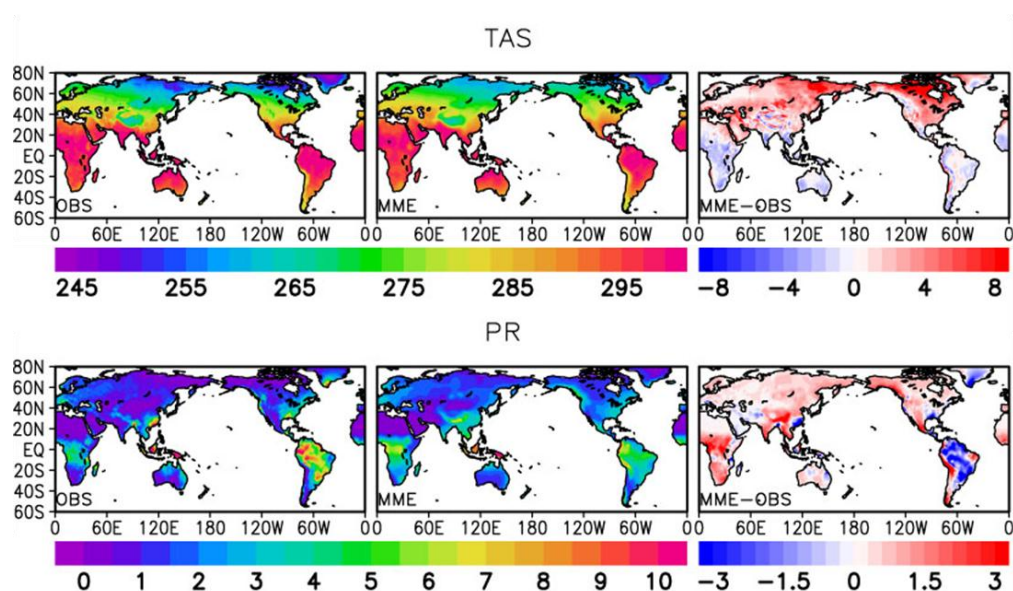 TAS
80N
60N
40N
20N
EQ
20S
40S
60S
OBS
MME
MME-OBS
0 60E 120E 180 120W 60W 0 0 60E 120E 180 120W 60W 0 0 60E 120E 180 120W 60W 0
245 255 265 275 285 295 -8 -4 0 4 8
PR
80N
60N
40N
20N
EQ
20S
40S
60S
OBS
MME
MME-OBS
0 60E 120E 180 120W 60W 0 0 60E 120E 180 120W 60W 0 0 60E 120E 180 120W 60W 0
0 1 2 3 4 5 6 7 8 9 10 -3 -1.5 0 1.5 3